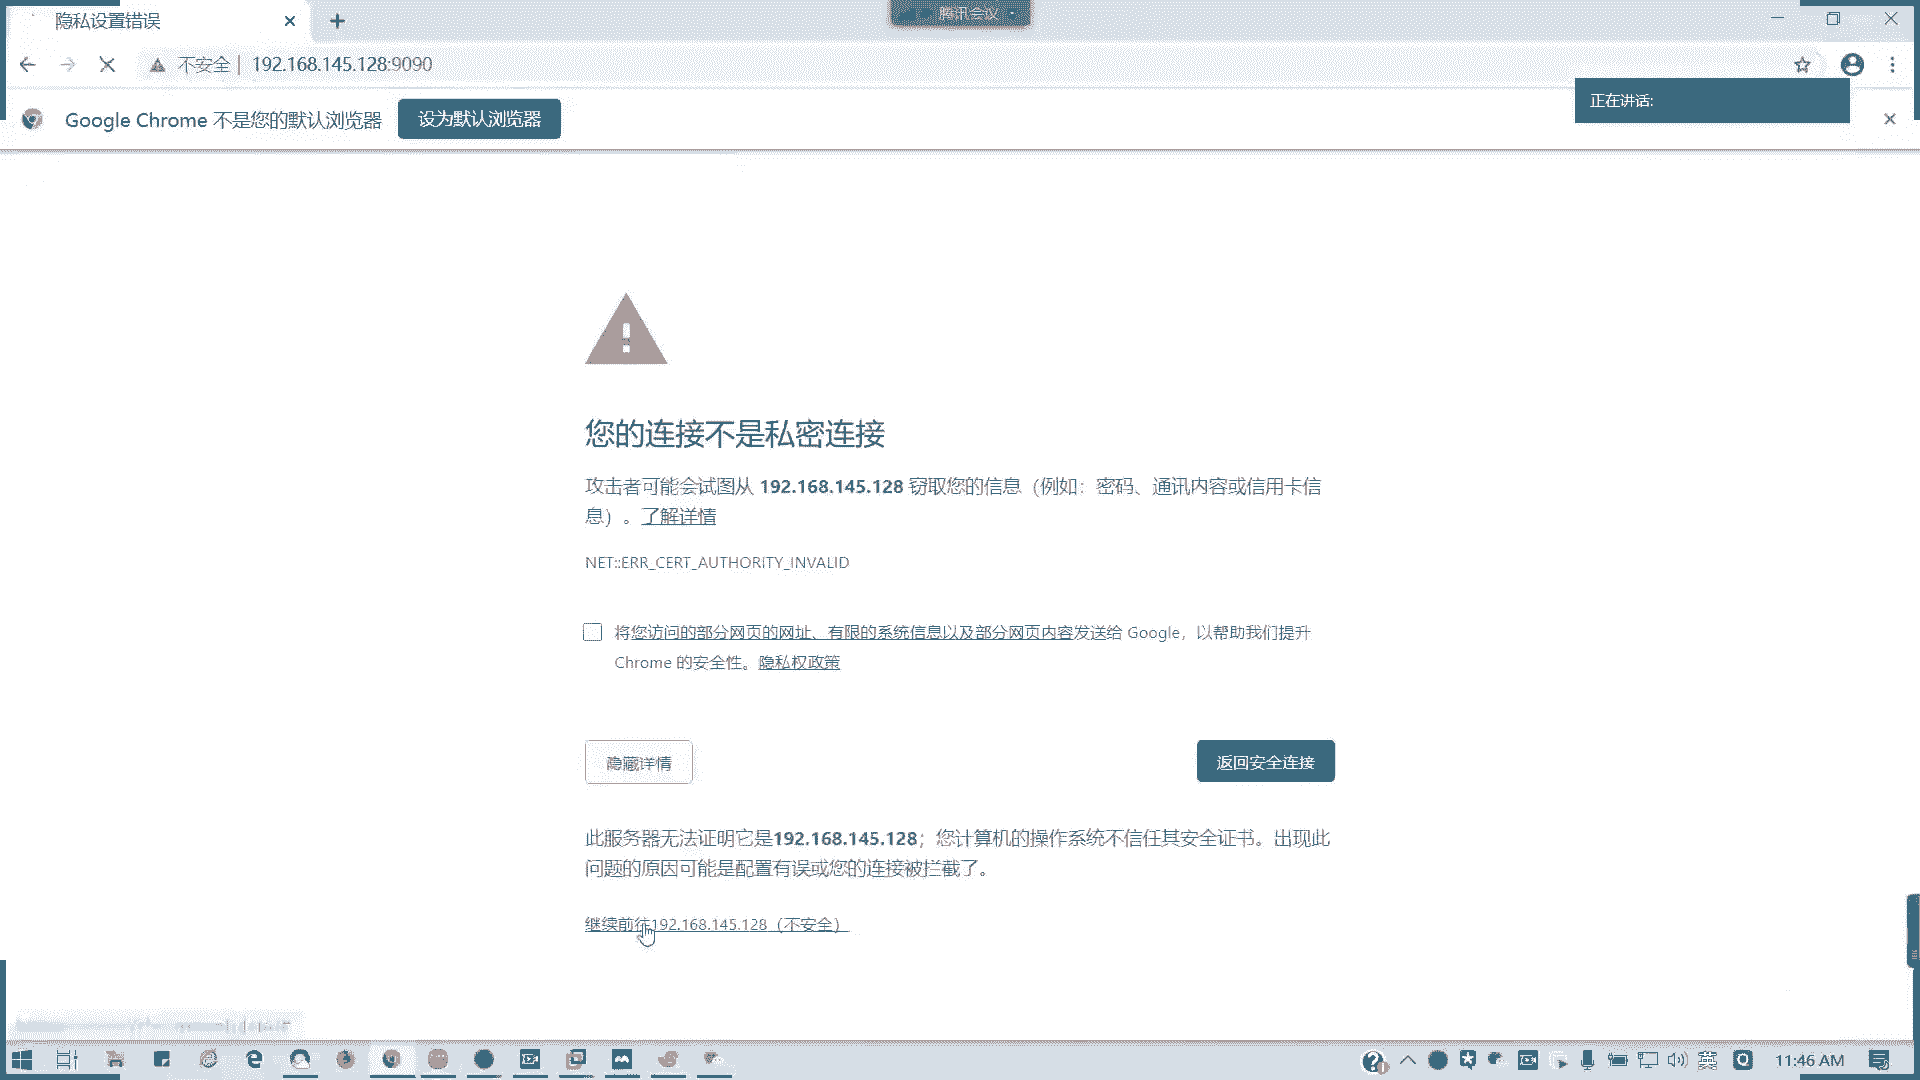 隐私设置错误
腾讯会议
不安全 | 192.168.145.128:9090
正在讲话:
Google Chrome 不是您的默认浏览器
设为默认浏览器
您的连接不是私密连接
攻击者可能会试图从 192.168.145.128 窃取您的信息（例如：密码、通讯内容或信用卡信
息）。了解详情
NET::ERR_CERT_AUTHORITY_INVALID
将您访问的部分网页的网址、有限的系统信息以及部分网页内容发送给 Google，以帮助我们提升
Chrome 的安全性。隐私权政策
隐藏详情
返回安全连接
此服务器无法证明它是192.168.145.128；您计算机的操作系统不信任其安全证书。出现此
问题的原因可能是配置有误或您的连接被拦截了。
继续前往192.168.145.128（不安全）
英
11:46 AM